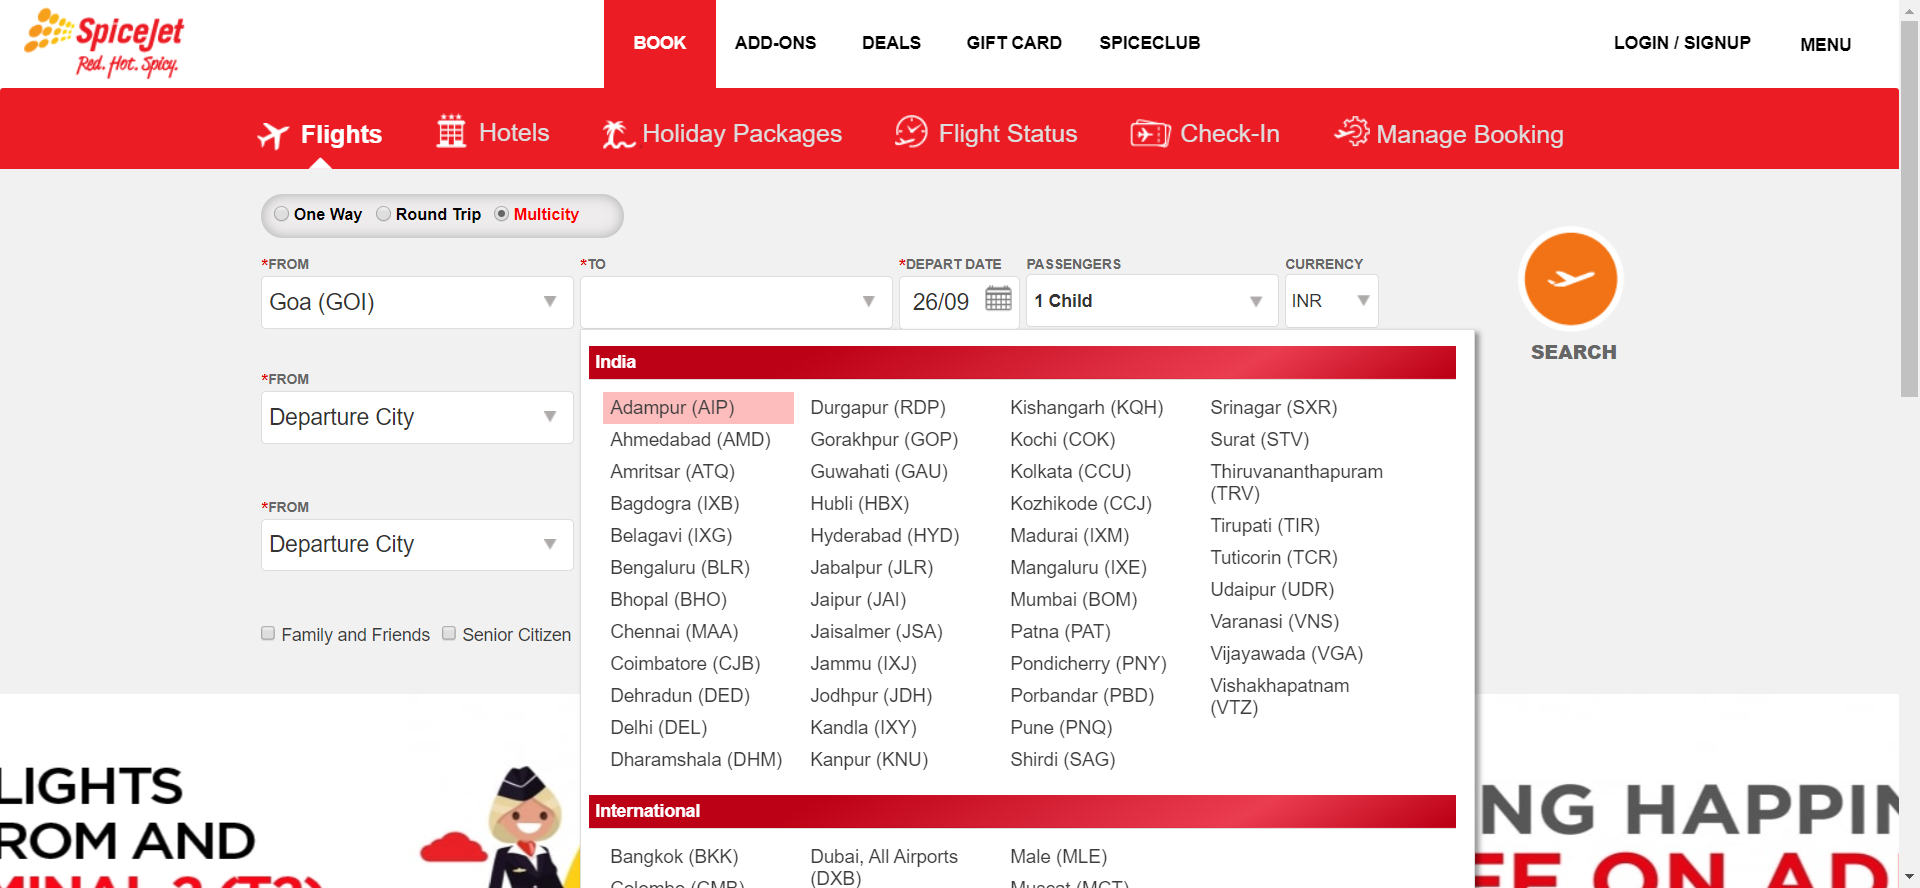 SpiceJet
Red. Hot. Spicy.
BOOK
ADD-ONS
DEALS
GIFT CARD
SPICECLUB
LOGIN / SIGNUP
MENU
Flights
Hotels
Holiday Packages
Flight Status
Check-In
Manage Booking
One Way
Round Trip
Multicity
*FROM
*TO
*DEPART DATE
PASSENGERS
CURRENCY
Goa (GOI)
26/09
1 Child
INR
SEARCH
*FROM
Departure City
*FROM
Departure City
Family and Friends
Senior Citizen
India
Adampur (AIP)
Ahmedabad (AMD)
Amritsar (ATQ)
Bagdogra (IXB)
Belagavi (IXG)
Bengaluru (BLR)
Bhopal (BHO)
Chennai (MAA)
Coimbatore (CJB)
Dehradun (DED)
Delhi (DEL)
Dharamshala (DHM)
Durgapur (RDP)
Gorakhpur (GOP)
Guwahati (GAU)
Hubli (HBX)
Hyderabad (HYD)
Jabalpur (JLR)
Jaipur (JAI)
Jaisalmer (JSA)
Jammu (IXJ)
Jodhpur (JDH)
Kandla (IXY)
Kanpur (KNU)
Kishangarh (KQH)
Kochi (COK)
Kolkata (CCU)
Kozhikode (CCJ)
Madurai (IXM)
Mangaluru (IXE)
Mumbai (BOM)
Patna (PAT)
Pondicherry (PNY)
Porbandar (PBD)
Pune (PNQ)
Shirdi (SAG)
Srinagar (SXR)
Surat (STV)
Thiruvananthapuram
(TRV)
Tirupati (TIR)
Tuticorin (TCR)
Udaipur (UDR)
Varanasi (VNS)
Vijayawada (VGA)
Vishakhapatnam
(VTZ)
International
Bangkok (BKK)
Colombo (CMB)
Dubai, All Airports
(DXB)
Male (MLE)
Muscat (MCT)
LIGHTS
ROM AND
MINAL 2 (T2)
NG HAPPIN
FE ON AD